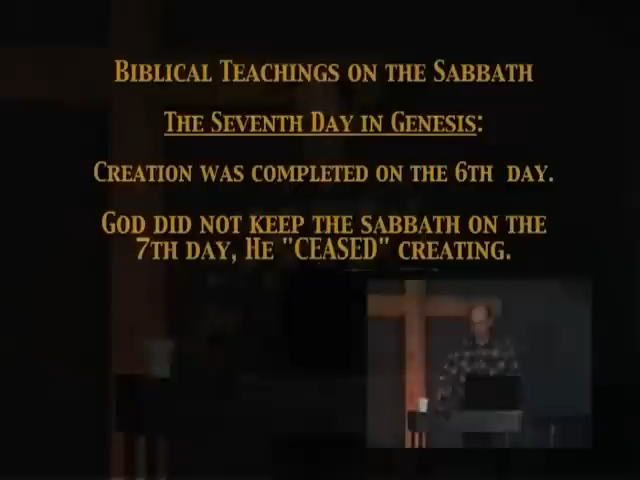 BIBLICAL TEACHINGS ON THE SABBATH
THE SEVENTH DAY IN GENESIS:
CREATION WAS COMPLETED ON THE 6TH DAY.
GOD DID NOT KEEP THE SABBATH ON THE
7TH DAY, HE "CEASED" CREATING.